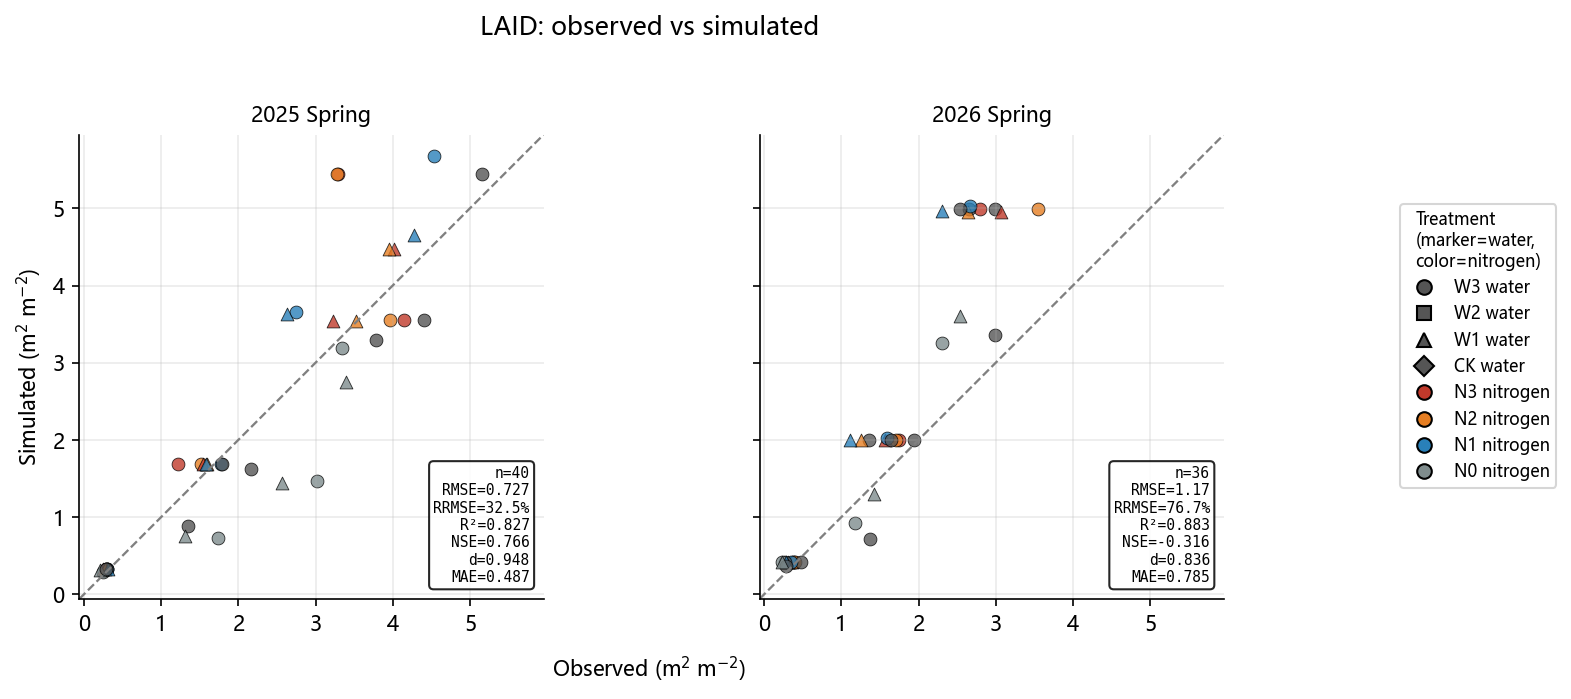 LAID: observed vs simulated
2025 Spring
2026 Spring
Simulated (m² m⁻²)
5
4
3
2
1
0
0 1 2 3 4 5
n=40
RMSE=0.727
RRMSE=32.5%
R²=0.827
NSE=0.766
d=0.948
MAE=0.487
0 1 2 3 4 5
n=36
RMSE=1.17
RRMSE=76.7%
R²=0.883
NSE=-0.316
d=0.836
MAE=0.785
Observed (m² m⁻²)
Treatment
(marker=water,
color=nitrogen)
W3 water
W2 water
W1 water
CK water
N3 nitrogen
N2 nitrogen
N1 nitrogen
N0 nitrogen